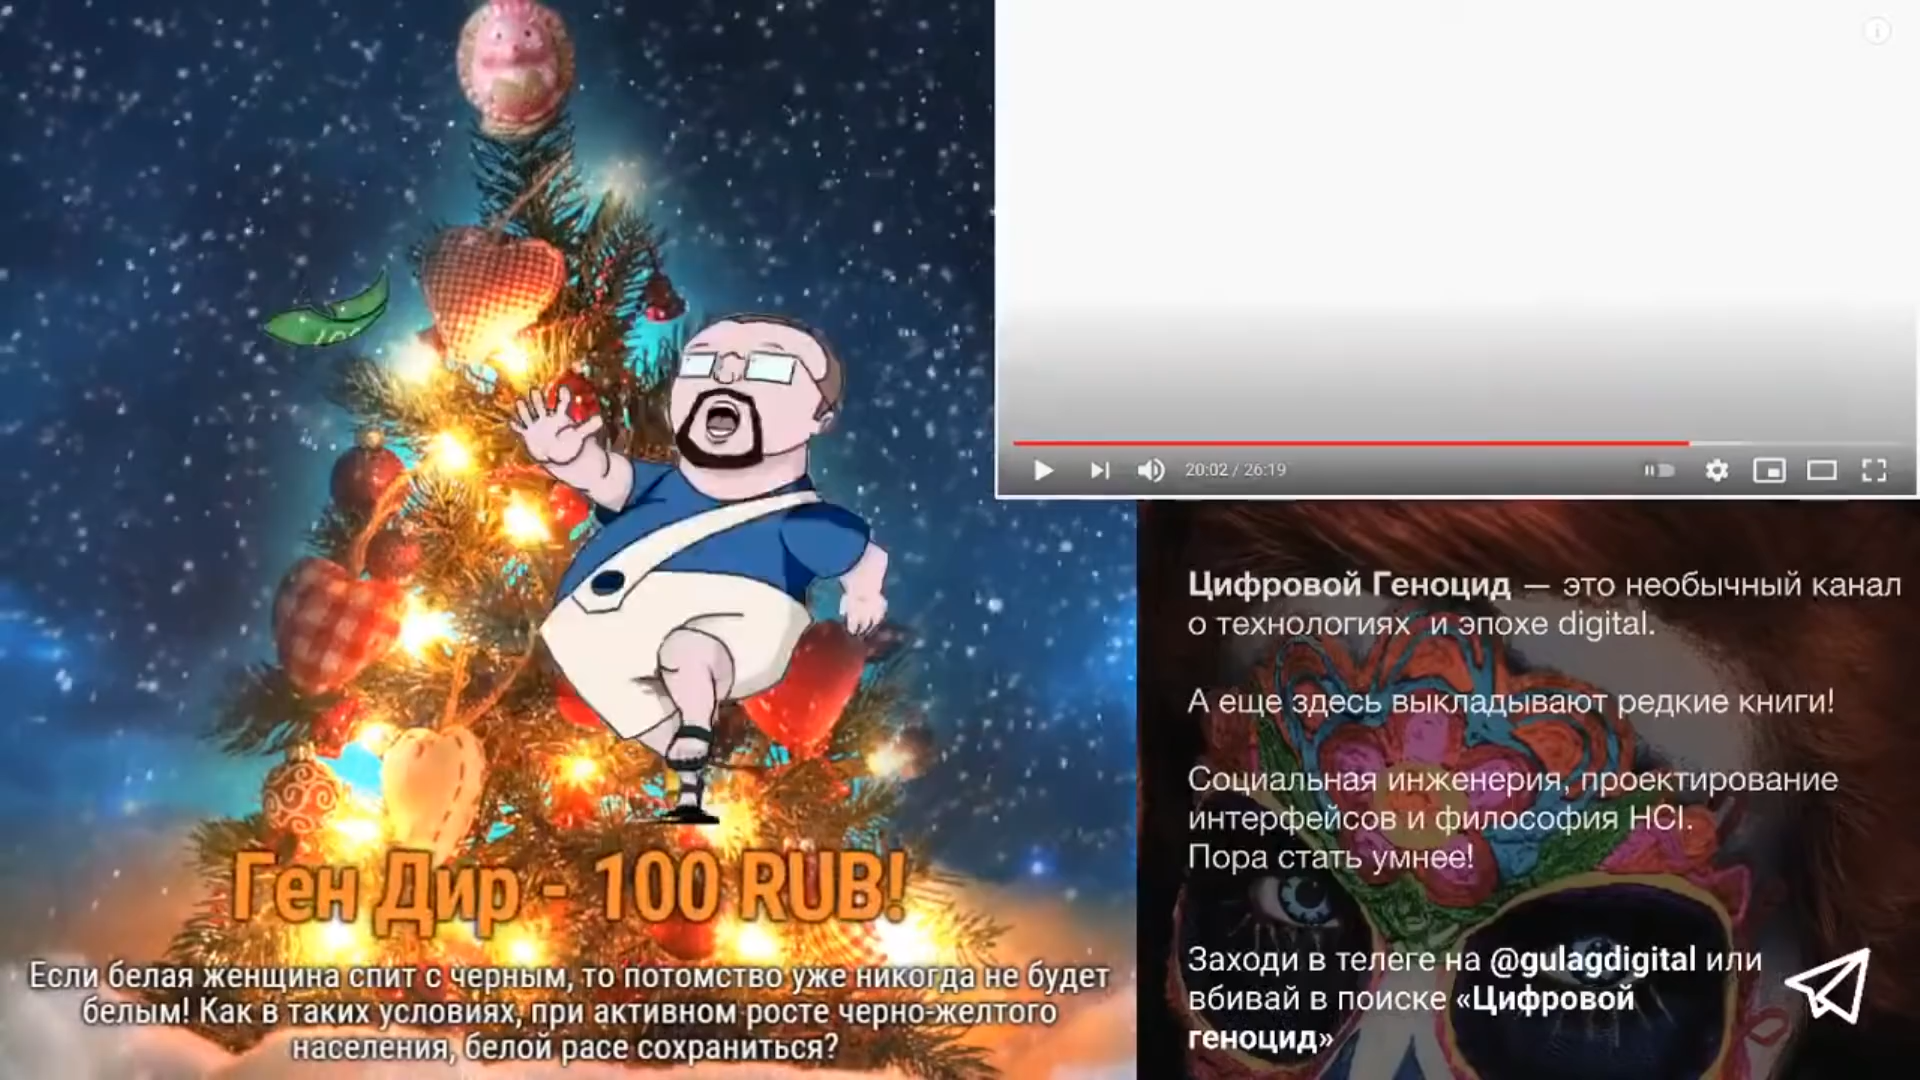 20:02 / 26:19
Ген Дир - 100 RUB!
Если белая женщина спит с черным, то потомство уже никогда не будет
белым! Как в таких условиях, при активном росте черно-желтого
населения, белой расе сохраниться?
Цифровой Геноцид — это необычный канал
о технологиях и эпохе digital.
А еще здесь выкладывают редкие книги!
Социальная инженерия, проектирование
интерфейсов и философия HCI.
Пора стать умнее!
Заходи в телеге на @gulagdigital или
вбивай в поиске «Цифровой
геноцид»